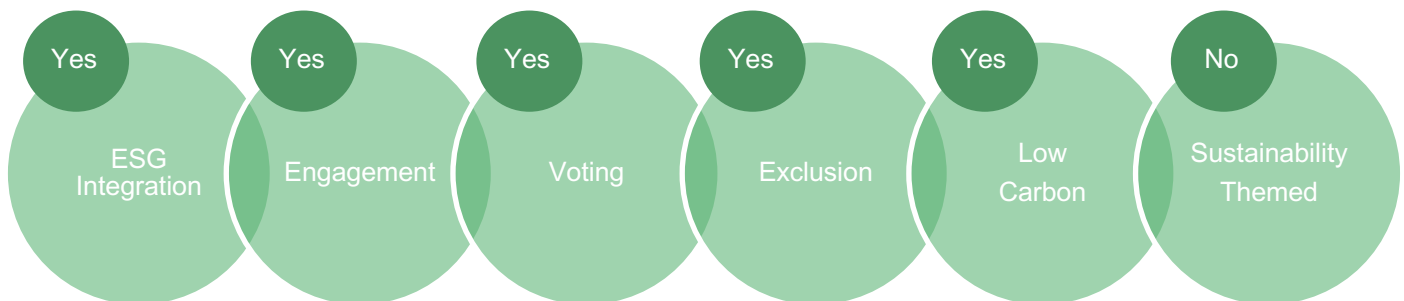 Yes
ESG
Integration
Yes
Engagement
Yes
Voting
Yes
Exclusion
Yes
Low
Carbon
No
Sustainability
Themed